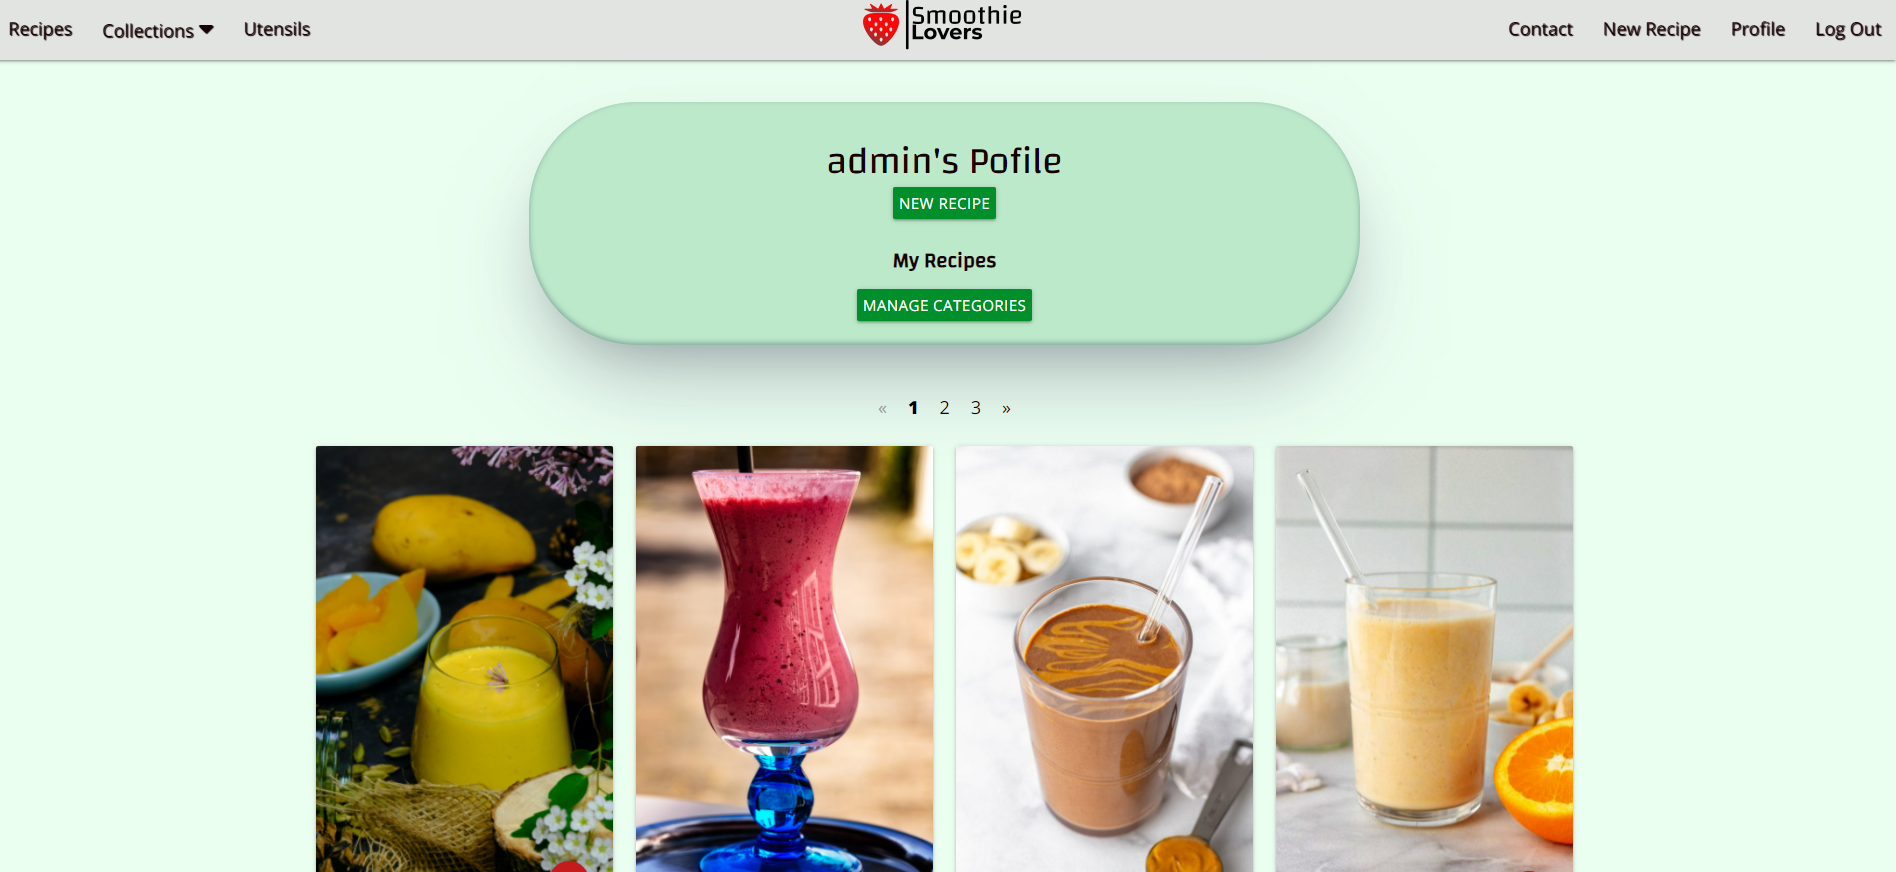 Recipes
Collections
Utensils
Smoothie
Lovers
Contact
New Recipe
Profile
Log Out
admin's Pofile
NEW RECIPE
My Recipes
MANAGE CATEGORIES
« 1 2 3 »